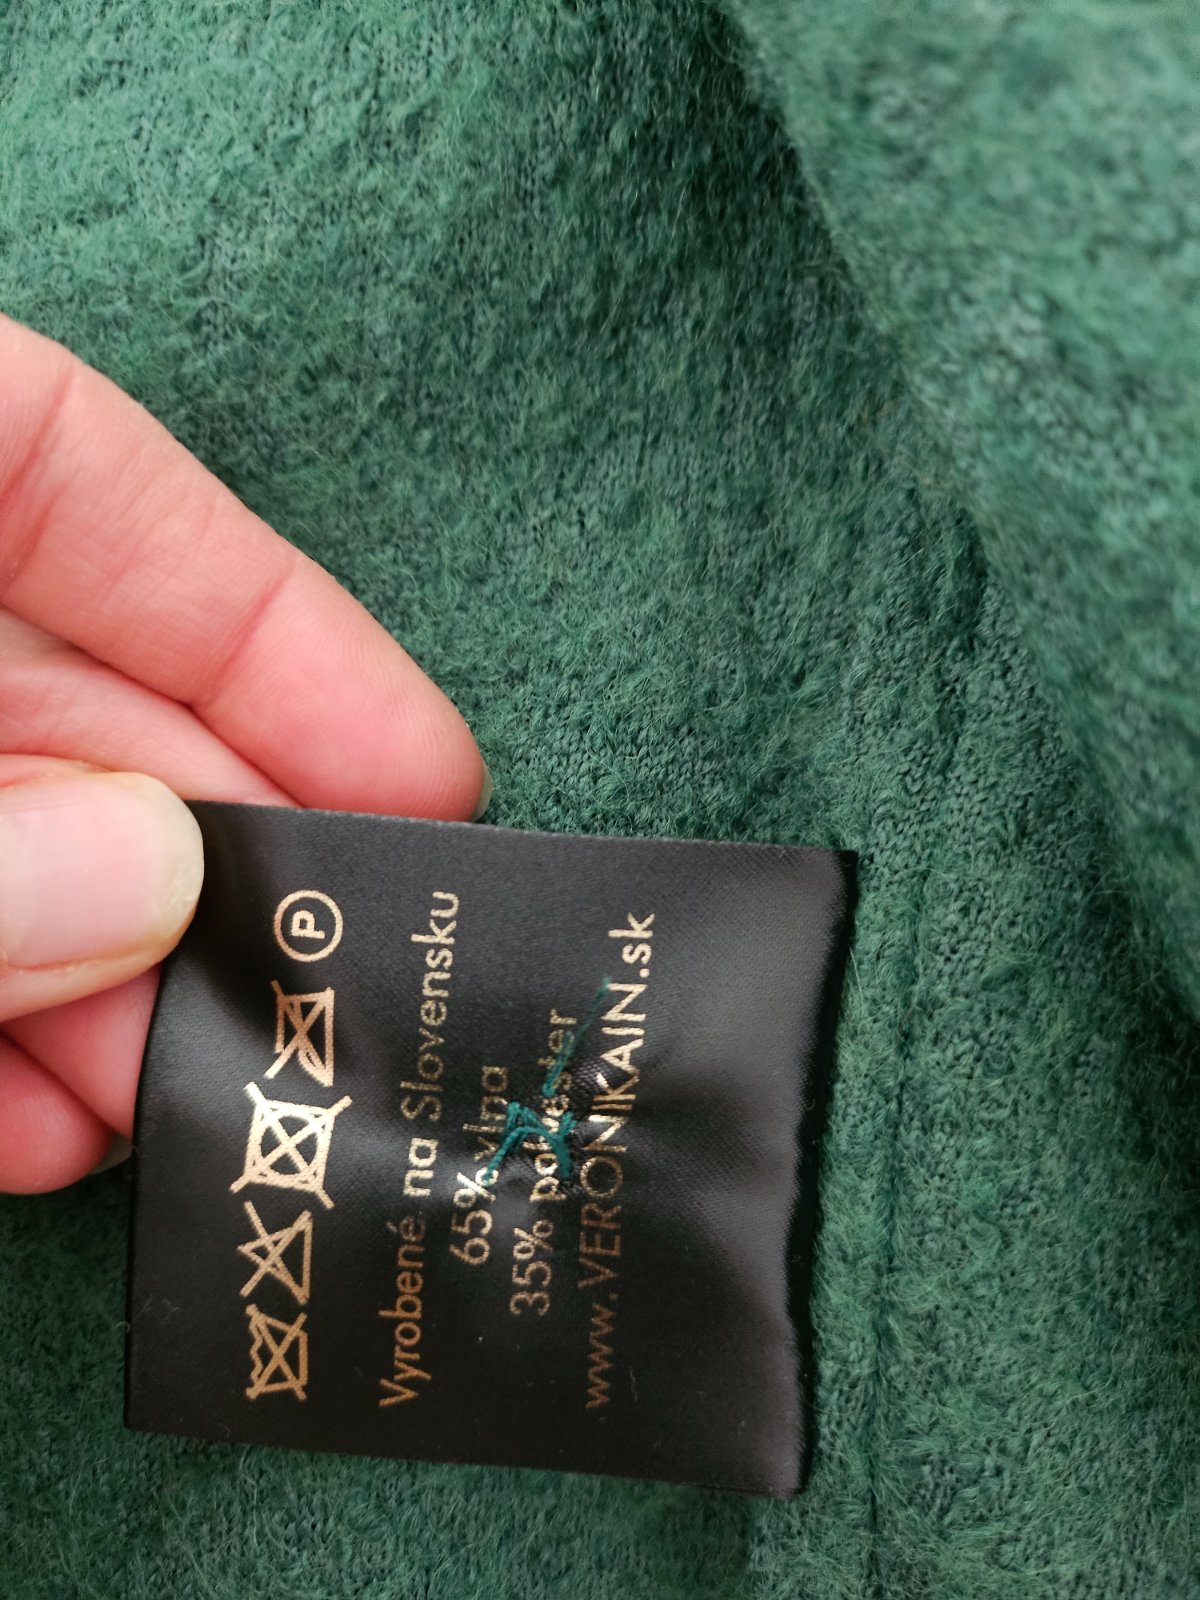 P
Vyrobené na Slovensku
65% vlna
35% polyester
www.VERONIKAIN.sk